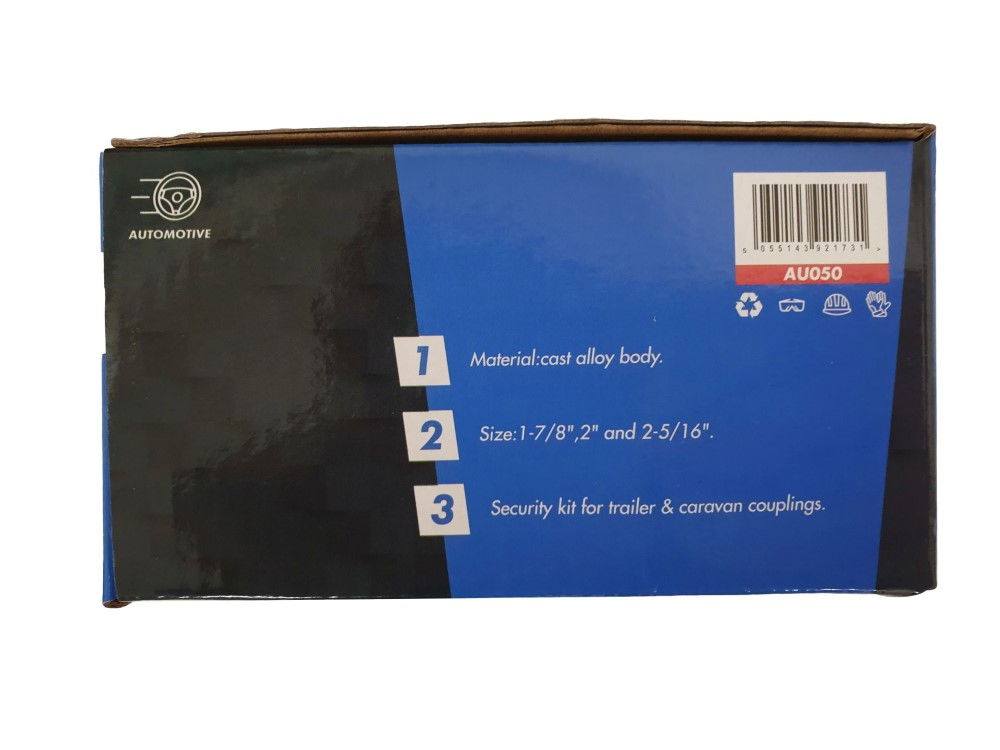 AUTOMOTIVE
5 055143 921731 >
AU050
1 Material:cast alloy body.
2 Size:1-7/8",2" and 2-5/16".
3 Security kit for trailer & caravan couplings.